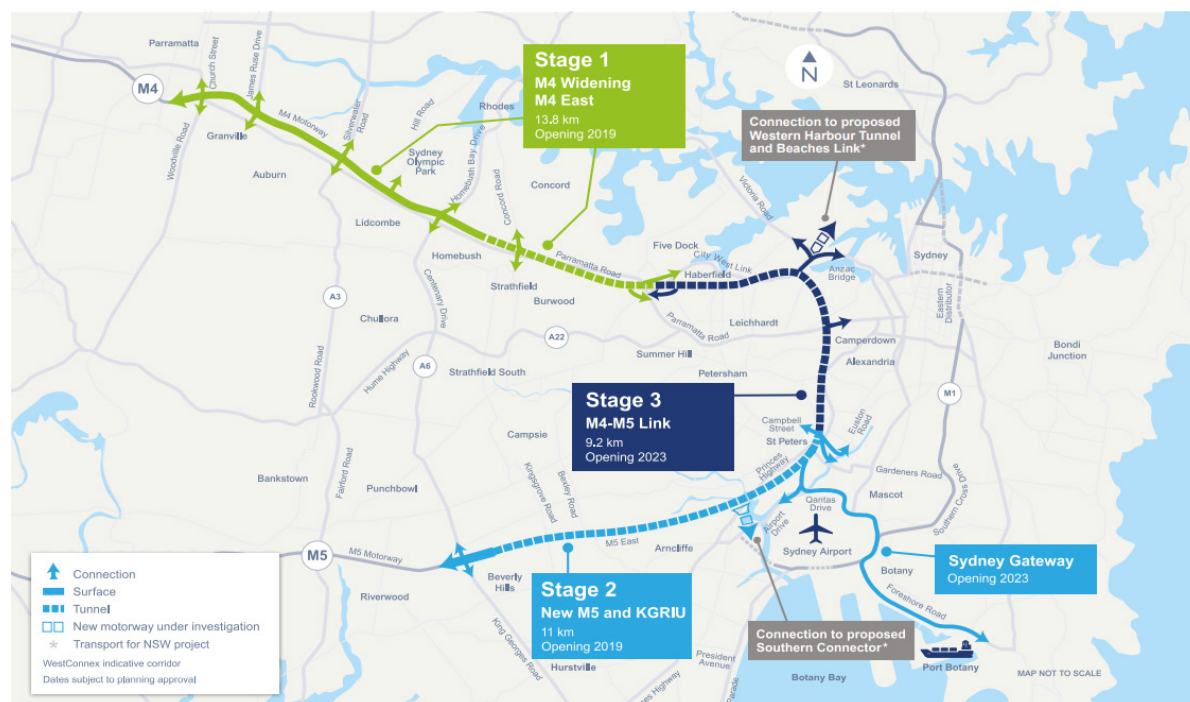 Stage 1
M4 Widening
M4 East
13.8 km
Opening 2019
N
St Leonards
Connection to proposed
Western Harbour Tunnel
and Beaches Link*
Parramatta
Church Street
James Ruse Drive
M4
M4 Motorway
Silverwater
Road
Hill Road
Rhodes
Woodville Road
Granville
Auburn
Sydney
Olympic
Park
Homebush Bay Drive
Concord Road
Concord
Victoria Road
Lidcombe
Homebush
Parramatta Road
Five Dock
City West Link
Haberfield
Anzac
Bridge
Sydney
Eastern
Distributor
Strathfield
Burwood
Centenary Drive
A3
Chullora
A22
Parramatta Road
Leichhardt
Camperdown
Alexandria
Summer Hill
Bondi
Junction
Hume Highway
A6
Strathfield South
Petersham
M1
Rookwood Road
Stage 3
M4-M5 Link
9.2 km
Opening 2023
Campbell
Street
Euston
Road
St Peters
Campsie
Princes
Highway
Gardeners Road
Bankstown
Fairford Road
Punchbowl
Kingsgrove Road
Bexley Road
Mascot
Qantas
Drive
Airport
Drive
Southern Cross Drive
Sydney Airport
M5
M5 Motorway
M5 East
Arncliffe
Beverly
Hills
Riverwood
Stage 2
New M5 and KGRIU
11 km
Opening 2019
Botany
Sydney Gateway
Opening 2023
Foreshore Road
King Georges Road
Hurstville
Connection to proposed
Southern Connector*
President
Avenue
Princes Highway
Parade
Botany Bay
Port Botany
MAP NOT TO SCALE
Connection
Surface
Tunnel
New motorway under investigation
* Transport for NSW project
WestConnex indicative corridor
Dates subject to planning approval